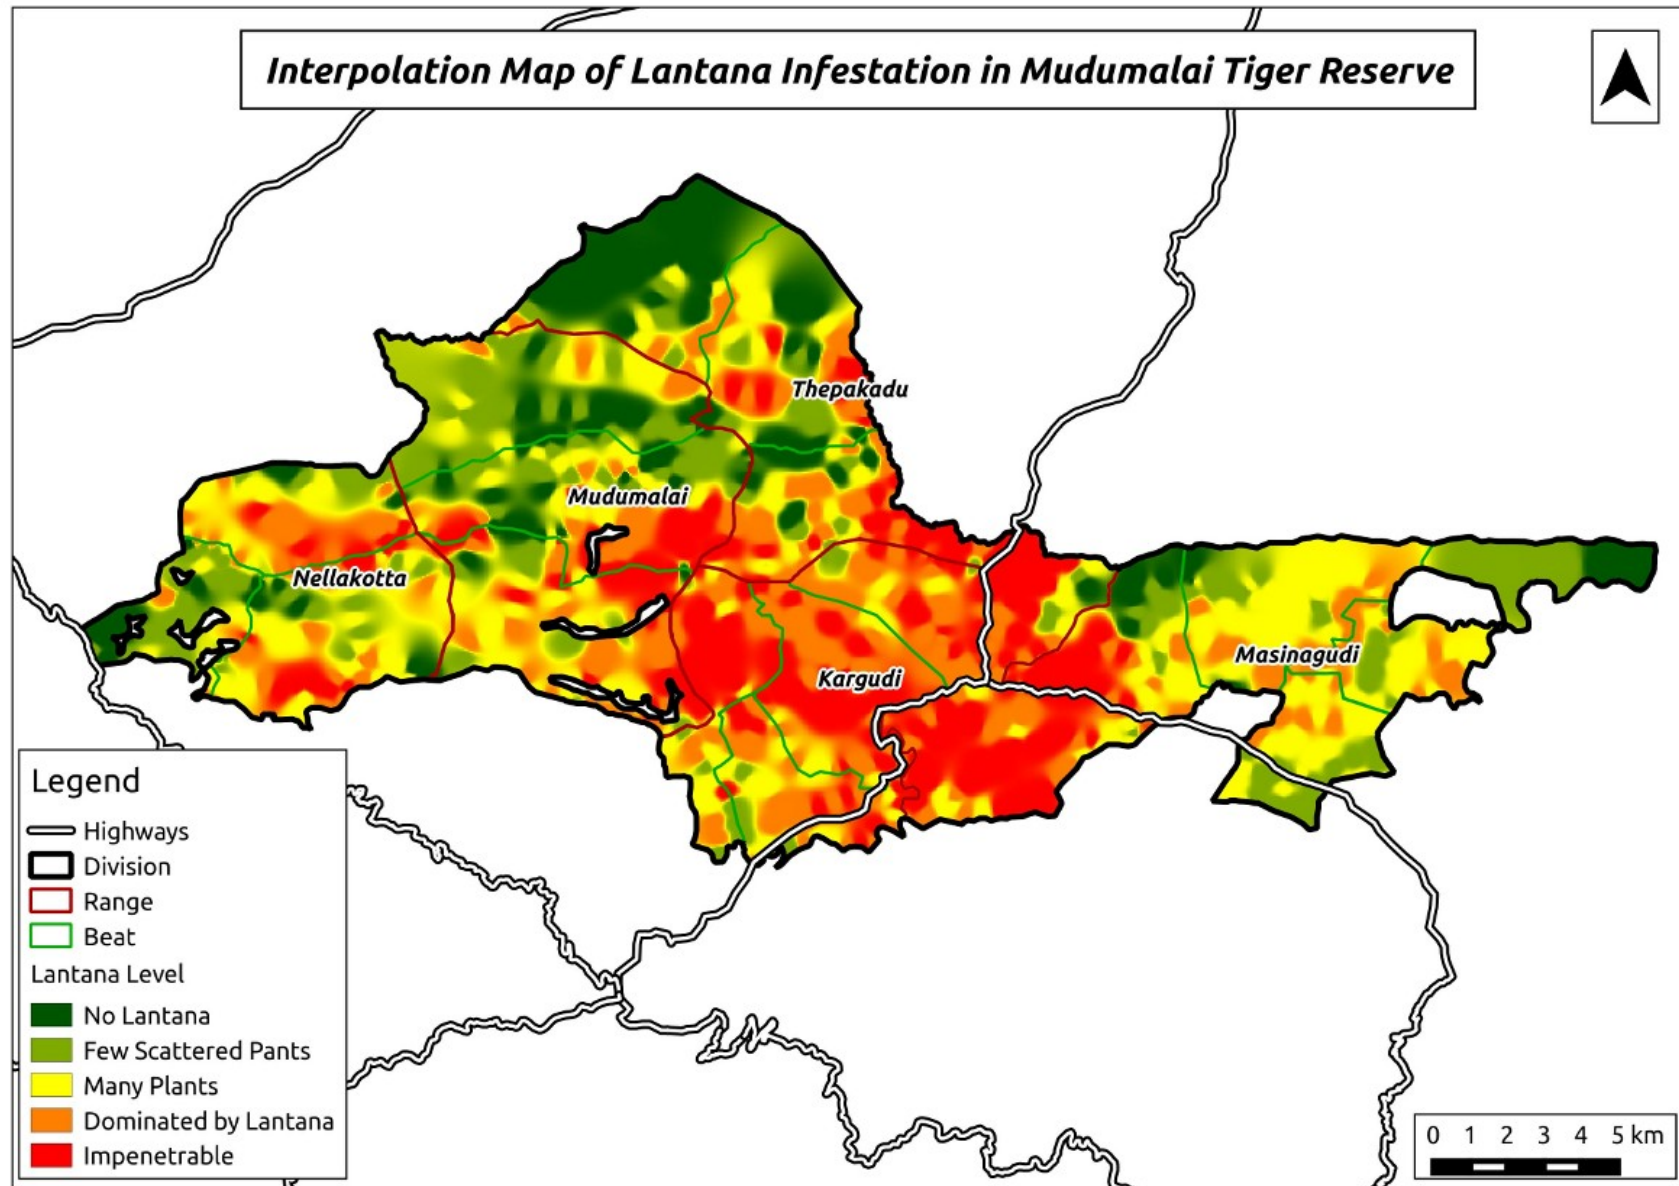 Interpolation Map of Lantana Infestation in Mudumalai Tiger Reserve
Thepakadu
Mudumalai
Nellakotta
Masinagudi
Kargudi
Legend
Highways
Division
Range
Beat
Lantana Level
No Lantana
Few Scattered Pants
Many Plants
Dominated by Lantana
Impenetrable
0 1 2 3 4 5 km